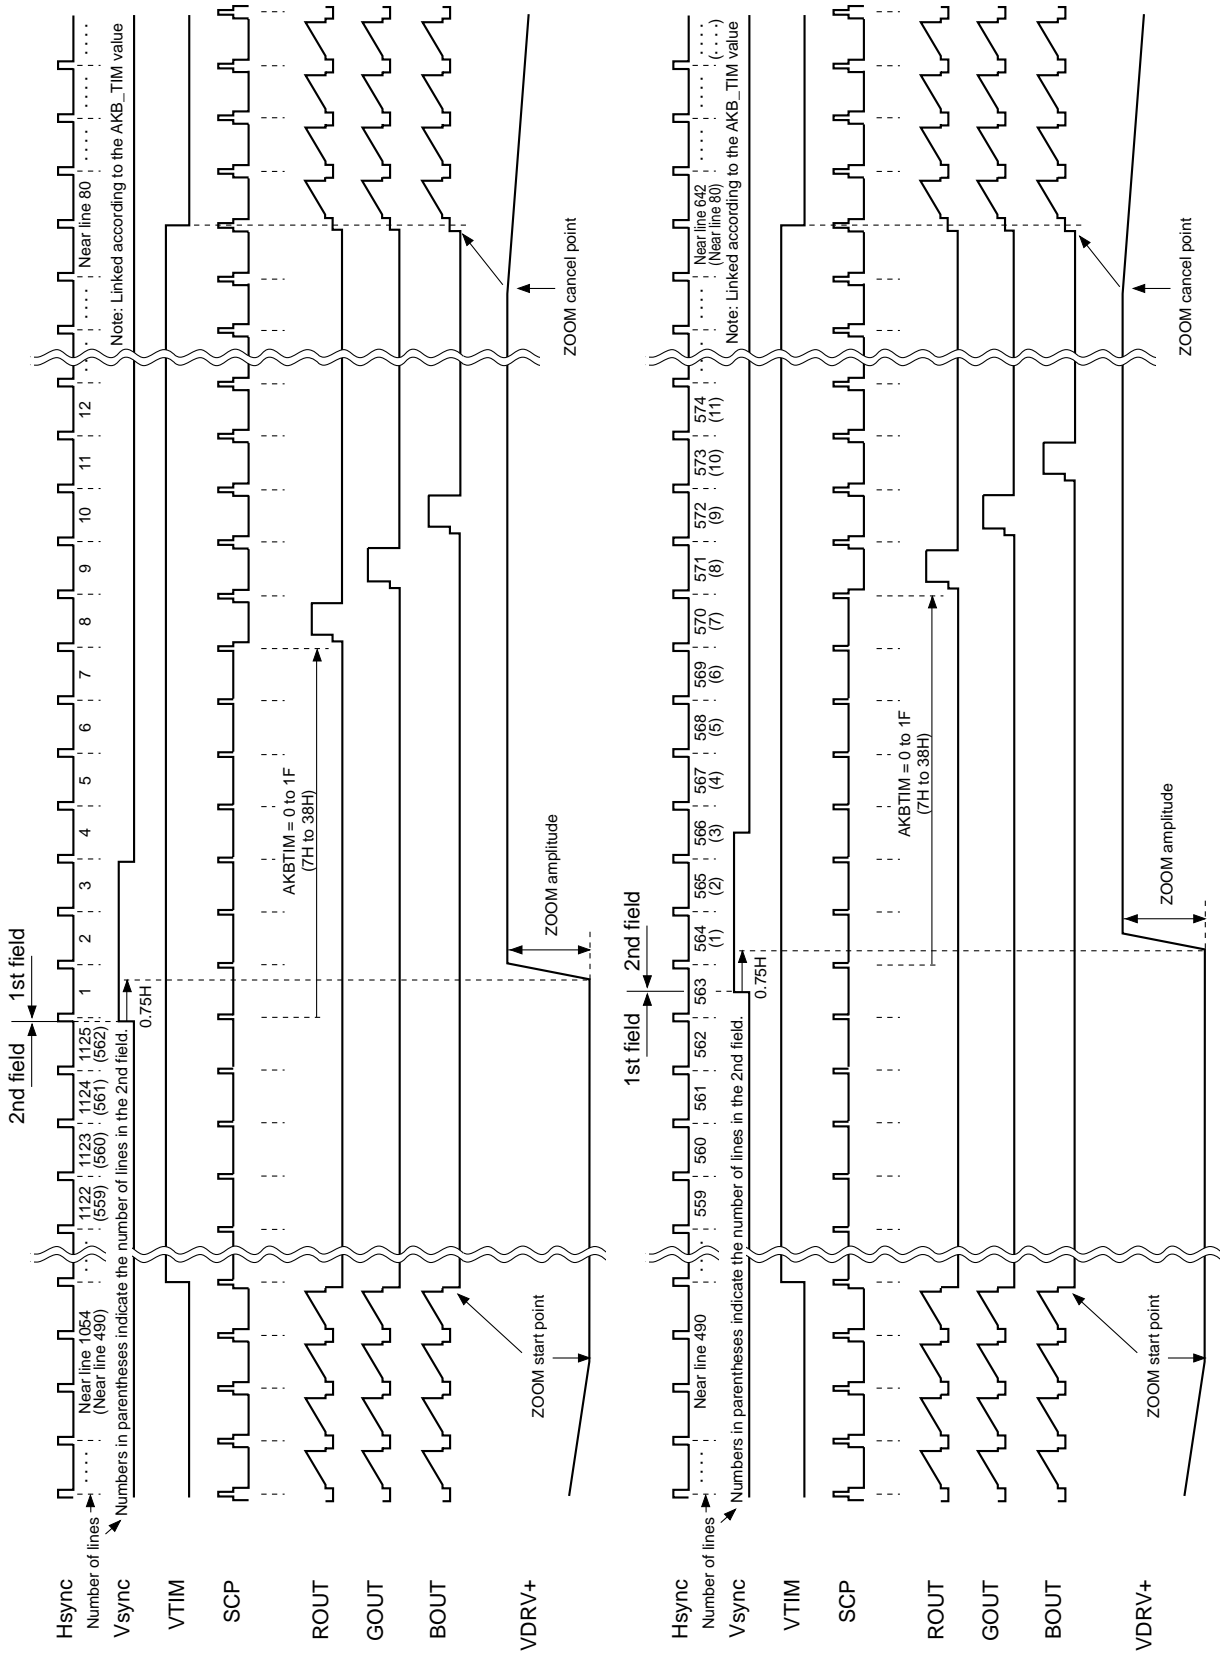 2nd field
1st field
Hsync
Number of lines
.....
Near line 1054
(Near line 490)
....
1122
(559)
1123
(560)
1124
(561)
1125
(562)
1
2
3
4
5
6
7
8
9
10
11
12
...
.....
Near line 80
.....
Vsync
Numbers in parentheses indicate the number of lines in the 2nd field.
0.75H
Note: Linked according to the AKB_TIM value
VTIM
SCP
AKBTIM = 0 to 1F
(7H to 38H)
ROUT
GOUT
BOUT
VDRV+
ZOOM start point
ZOOM amplitude
ZOOM cancel point
1st field
2nd field
Hsync
Number of lines
.....
Near line 490
....
559
560
561
562
563
564
(1)
565
(2)
566
(3)
567
(4)
568
(5)
569
(6)
570
(7)
571
(8)
572
(9)
573
(10)
574
(11)
...
.....
Near line 642
(Near line 80)
.....
(....)
Vsync
Numbers in parentheses indicate the number of lines in the 2nd field.
0.75H
Note: Linked according to the AKB_TIM value
VTIM
SCP
AKBTIM = 0 to 1F
(7H to 38H)
ROUT
GOUT
BOUT
VDRV+
ZOOM start point
ZOOM amplitude
ZOOM cancel point